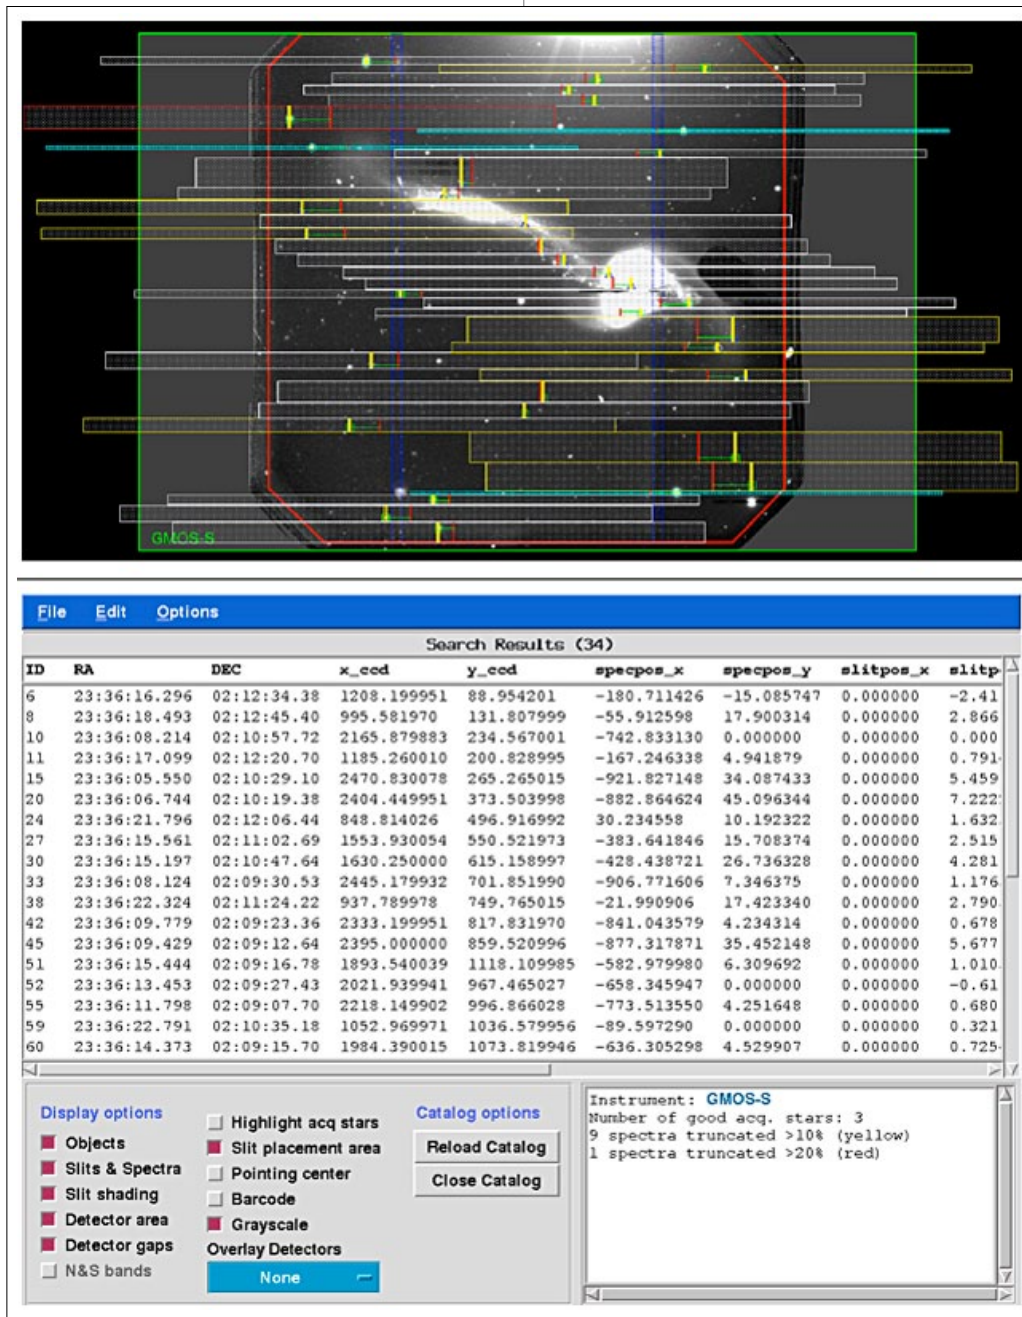 GMOS-S
File Edit Options
Search Results (34)
ID RA DEC x_ccd y_ccd specpos_x specpos_y slitpos_x slitp
6 23:36:16.296 02:12:34.38 1208.199951 88.954201 -180.711426 -15.085747 0.000000 -2.41
8 23:36:18.493 02:12:45.40 995.581970 131.807999 -55.912598 17.900314 0.000000 2.866
10 23:36:08.214 02:10:57.72 2165.879883 234.567001 -742.833130 0.000000 0.000000 0.000
11 23:36:17.099 02:12:20.70 1185.260010 200.828995 -167.246338 4.941879 0.000000 0.791
15 23:36:05.550 02:10:29.10 2470.830078 265.265015 -921.827148 34.087433 0.000000 5.459
20 23:36:06.744 02:10:19.38 2404.449951 373.503998 -882.864624 45.096344 0.000000 7.222
24 23:36:21.796 02:12:06.44 848.814026 496.916992 30.234558 10.192322 0.000000 1.632
27 23:36:15.561 02:11:02.69 1553.930054 550.521973 -383.641846 15.708374 0.000000 2.515
30 23:36:15.197 02:10:47.64 1630.250000 615.158997 -428.438721 26.736328 0.000000 4.281
33 23:36:08.124 02:09:30.53 2445.179932 701.851990 -906.771606 7.346375 0.000000 1.176
38 23:36:22.324 02:11:24.22 937.789978 749.765015 -21.990906 17.423340 0.000000 2.790
42 23:36:09.779 02:09:23.36 2333.199951 817.831970 -841.043579 4.234314 0.000000 0.678
45 23:36:09.429 02:09:12.64 2395.000000 859.520996 -877.317871 35.452148 0.000000 5.677
51 23:36:15.444 02:09:16.78 1893.540039 1118.109985 -582.979980 6.309692 0.000000 1.010
52 23:36:13.453 02:09:27.43 2021.939941 967.465027 -658.345947 0.000000 0.000000 -0.61
55 23:36:11.798 02:09:07.70 2218.149902 996.866028 -773.513550 4.251648 0.000000 0.680
59 23:36:22.791 02:10:35.18 1052.969971 1036.579956 -89.597290 0.000000 0.000000 0.321
60 23:36:14.373 02:09:15.70 1984.390015 1073.819946 -636.305298 4.529907 0.000000 0.725
Display options
Objects
Slits & Spectra
Slit shading
Detector area
Detector gaps
N&S bands
Highlight acq stars
Slit placement area
Pointing center
Barcode
Grayscale
Overlay Detectors
None
Catalog options
Reload Catalog
Close Catalog
Instrument: GMOS-S
Number of good acq. stars: 3
9 spectra truncated >10% (yellow)
1 spectra truncated >20% (red)